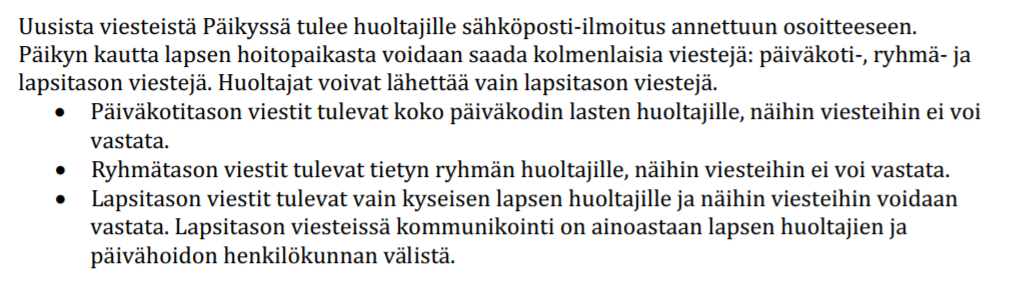 Uusista viesteistä Päikyssä tulee huoltajille sähköposti-ilmoitus annettuun osoitteeseen.
Päikyn kautta lapsen hoitopaikasta voidaan saada kolmenlaisia viestejä: päiväkoti-, ryhmä- ja
lapsitason viestejä. Huoltajat voivat lähettää vain lapsitason viestejä.
• Päiväkotitason viestit tulevat koko päiväkodin lasten huoltajille, näihin viesteihin ei voi
vastata.
• Ryhmätason viestit tulevat tietyn ryhmän huoltajille, näihin viesteihin ei voi vastata.
• Lapsitason viestit tulevat vain kyseisen lapsen huoltajille ja näihin viesteihin voidaan
vastata. Lapsitason viesteissä kommunikointi on ainoastaan lapsen huoltajien ja
päivähoidon henkilökunnan välistä.